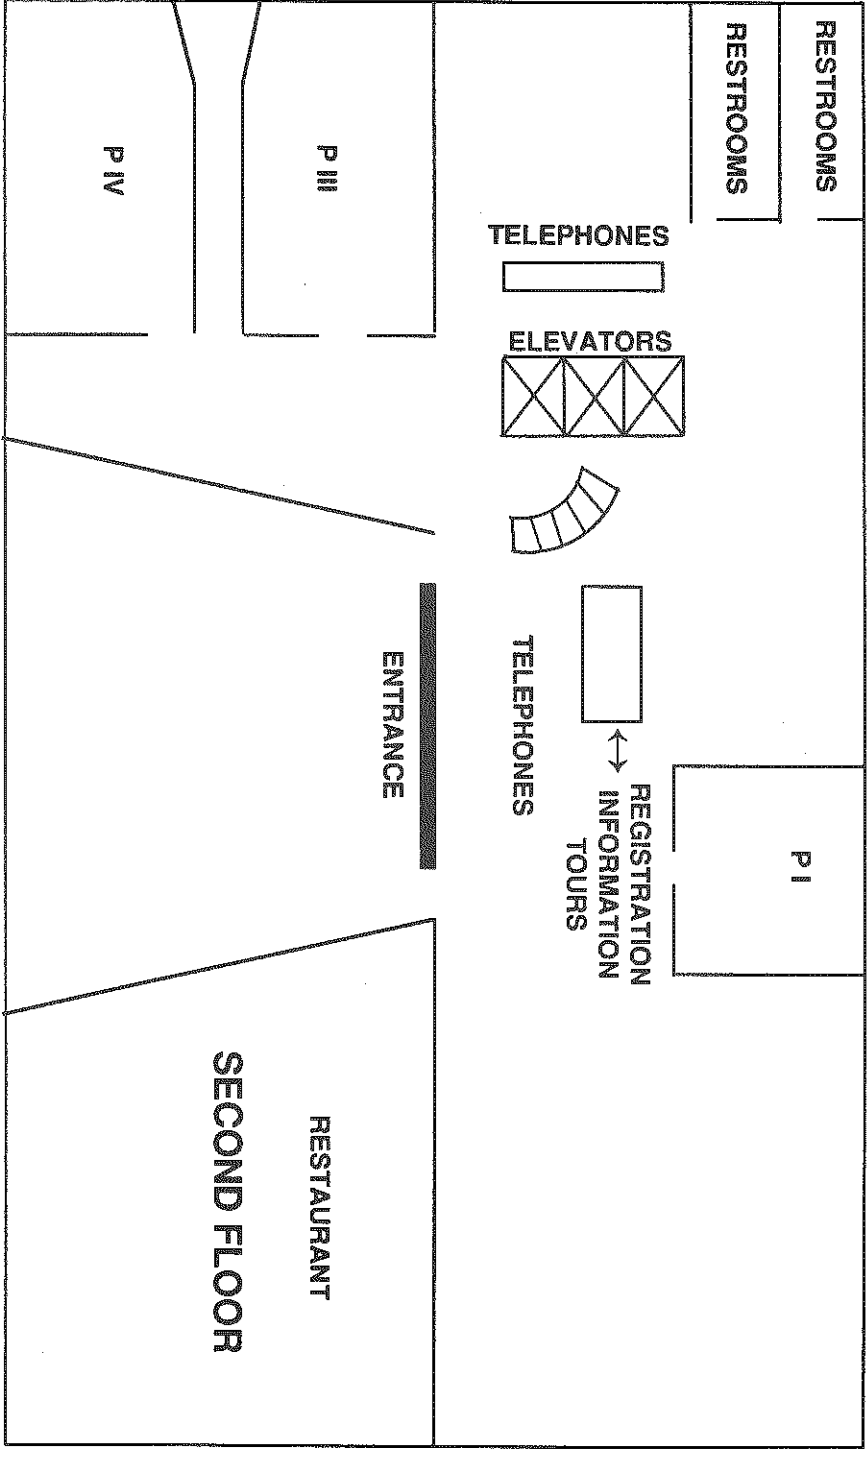 RESTROOMS
RESTROOMS
TELEPHONES
ELEVATORS
P III
P IV
P I
REGISTRATION
INFORMATION
TOURS
TELEPHONES
ENTRANCE
RESTAURANT
SECOND FLOOR